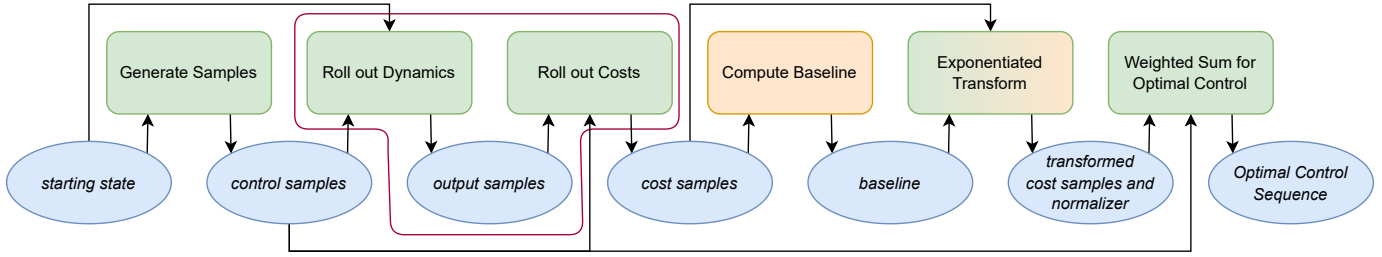 Generate Samples
Roll out Dynamics
Roll out Costs
Compute Baseline
Exponentiated
Transform
Weighted Sum for
Optimal Control
starting state
control samples
output samples
cost samples
baseline
transformed
cost samples and
normalizer
Optimal Control
Sequence